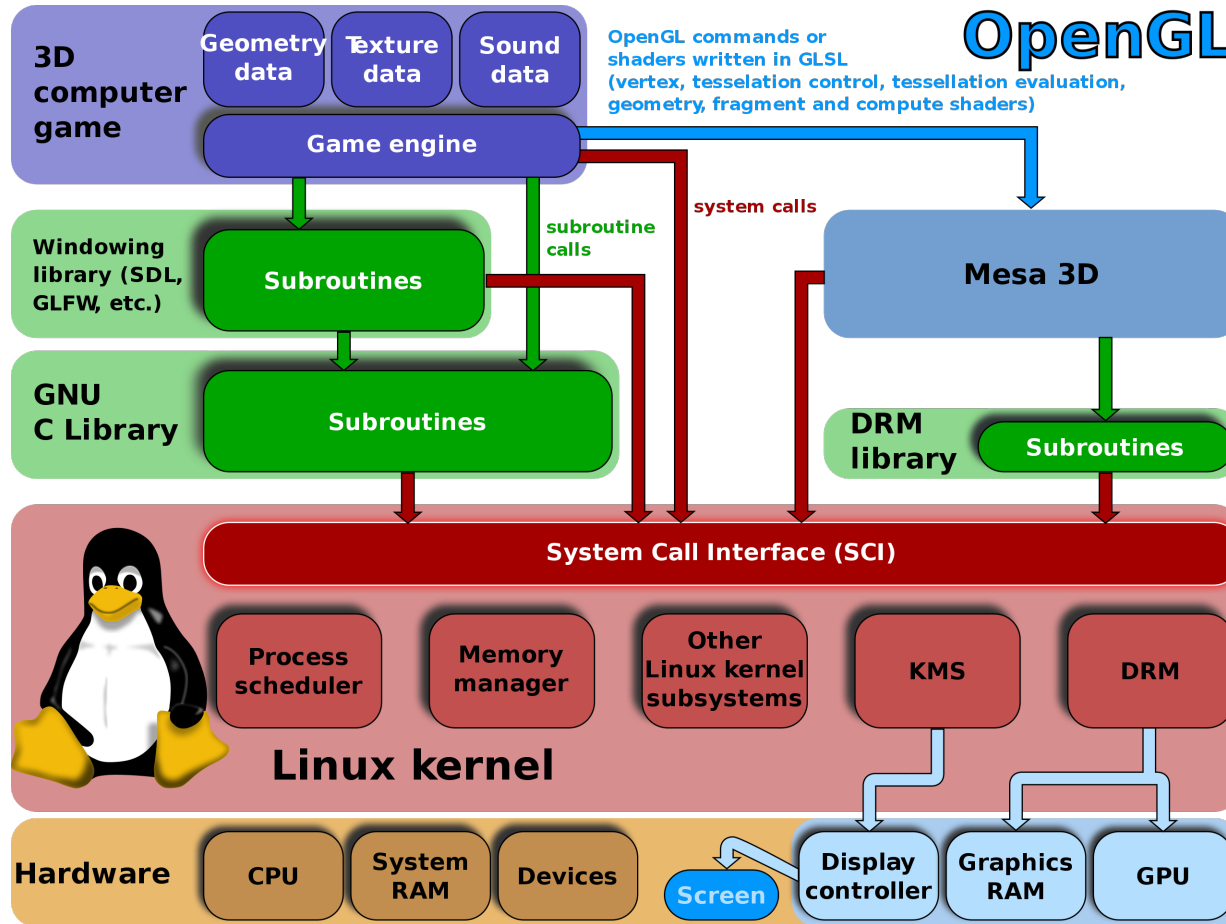 3D
computer
game
Geometry
data
Texture
data
Sound
data
Game engine
OpenGL commands or
shaders written in GLSL
(vertex, tesselation control, tessellation evaluation,
geometry, fragment and compute shaders)
OpenGL
system calls
subroutine
calls
Windowing
library (SDL,
GLFW, etc.)
Subroutines
Mesa 3D
GNU
C Library
Subroutines
DRM
library
Subroutines
System Call Interface (SCI)
Process
scheduler
Memory
manager
Other
Linux kernel
subsystems
KMS
DRM
Linux kernel
Hardware
CPU
System
RAM
Devices
Screen
Display
controller
Graphics
RAM
GPU